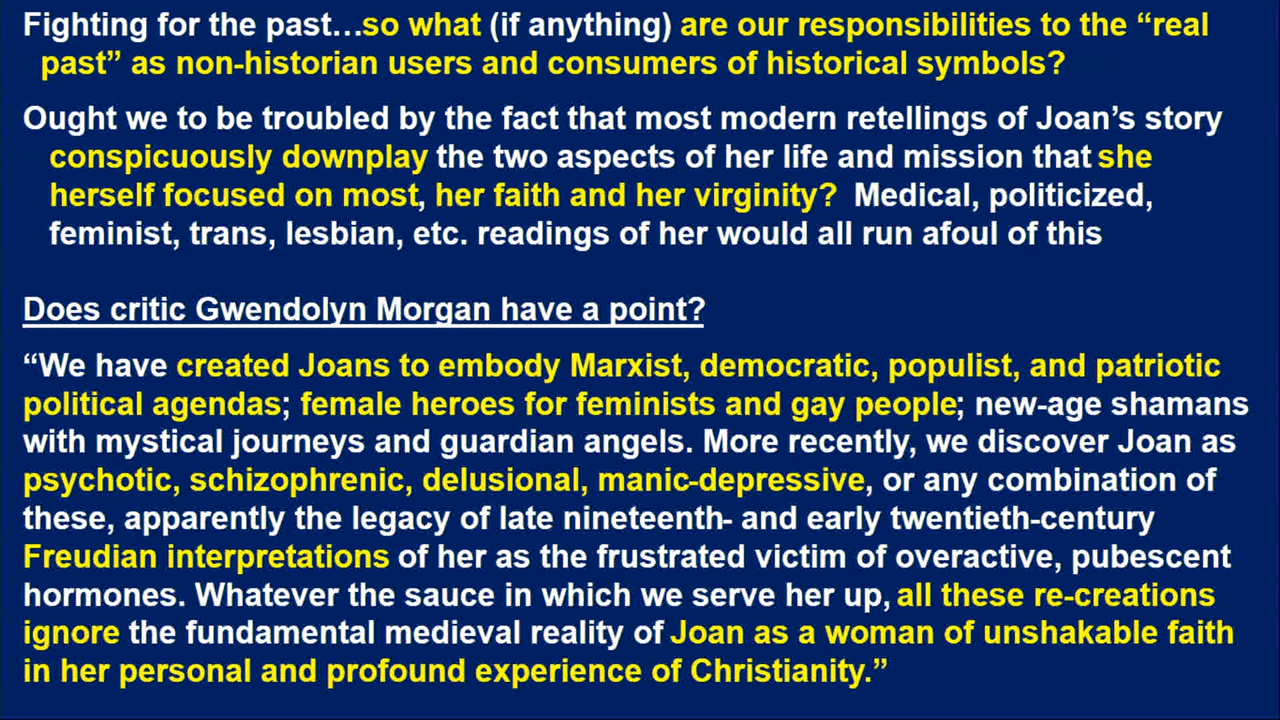 Fighting for the past…so what (if anything) are our responsibilities to the “real
past” as non-historian users and consumers of historical symbols?
Ought we to be troubled by the fact that most modern retellings of Joan’s story
conspicuously downplay the two aspects of her life and mission that she
herself focused on most, her faith and her virginity? Medical, politicized,
feminist, trans, lesbian, etc. readings of her would all run afoul of this
Does critic Gwendolyn Morgan have a point?
“We have created Joans to embody Marxist, democratic, populist, and patriotic
political agendas; female heroes for feminists and gay people; new-age shamans
with mystical journeys and guardian angels. More recently, we discover Joan as
psychotic, schizophrenic, delusional, manic-depressive, or any combination of
these, apparently the legacy of late nineteenth- and early twentieth-century
Freudian interpretations of her as the frustrated victim of overactive, pubescent
hormones. Whatever the sauce in which we serve her up, all these re-creations
ignore the fundamental medieval reality of Joan as a woman of unshakable faith
in her personal and profound experience of Christianity.”